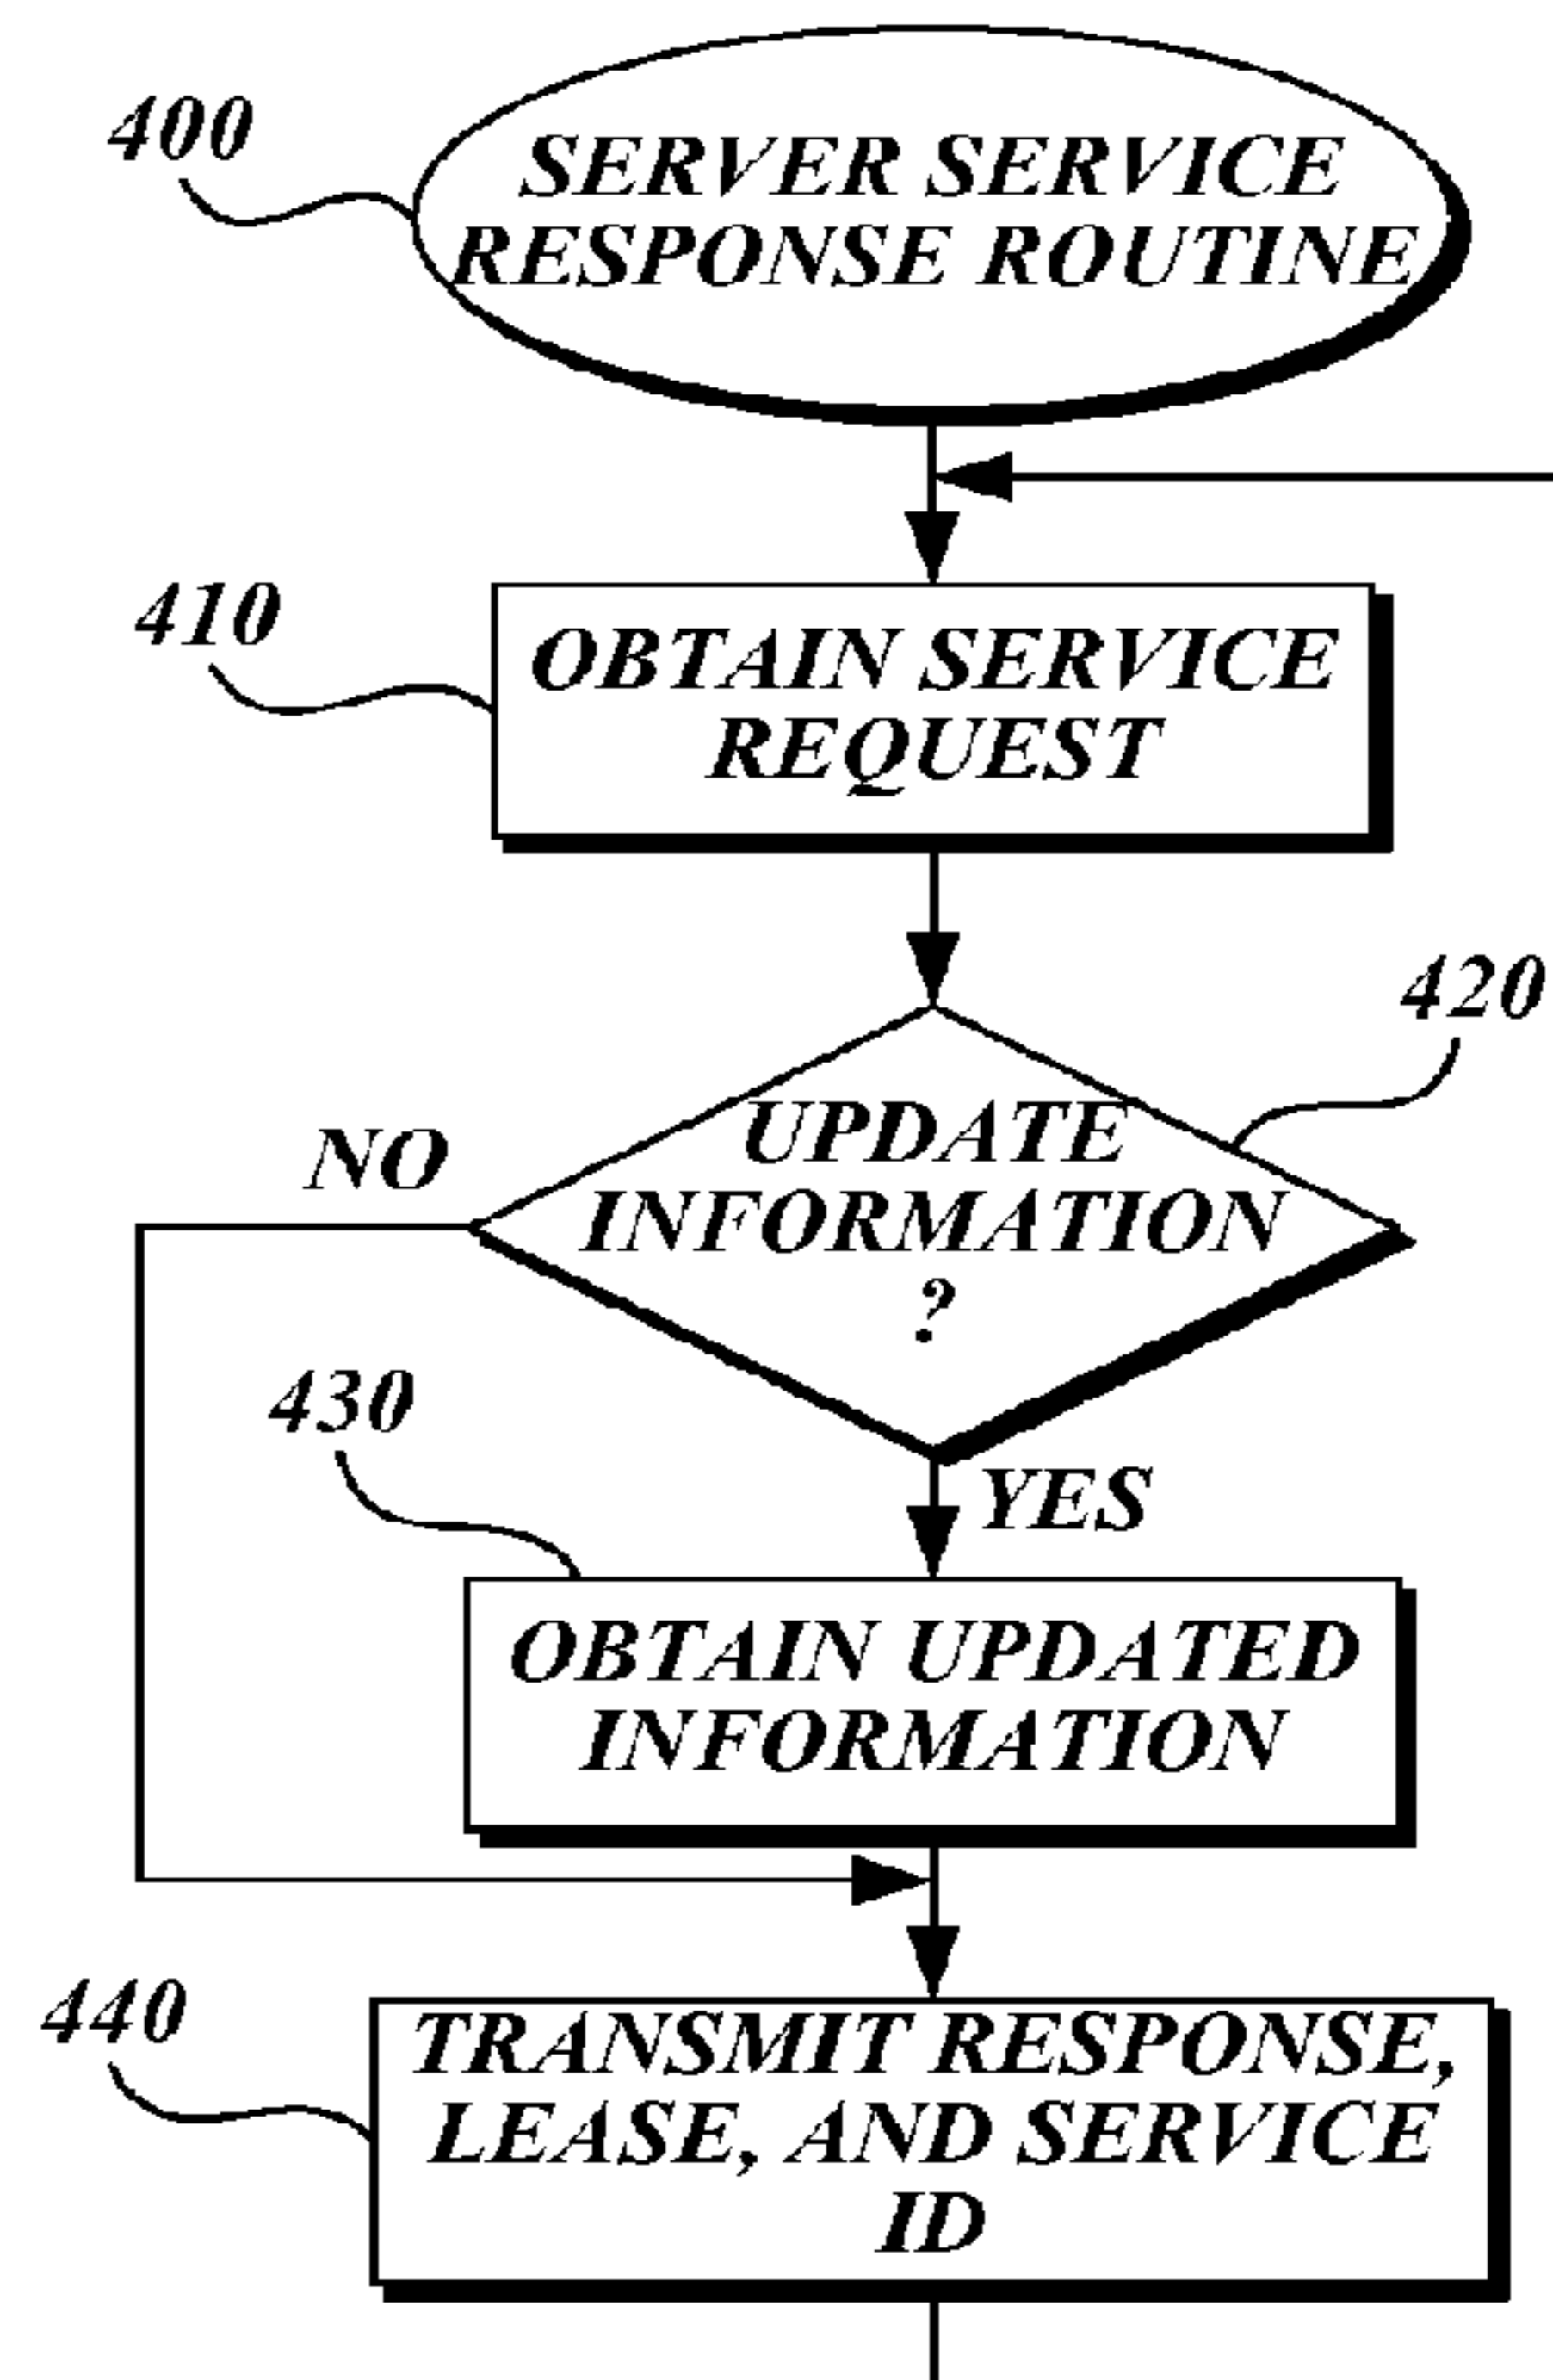 400
SERVER SERVICE
RESPONSE ROUTINE
410
OBTAIN SERVICE
REQUEST
420
UPDATE
INFORMATION
?
NO
YES
430
OBTAIN UPDATED
INFORMATION
440
TRANSMIT RESPONSE,
LEASE, AND SERVICE
ID